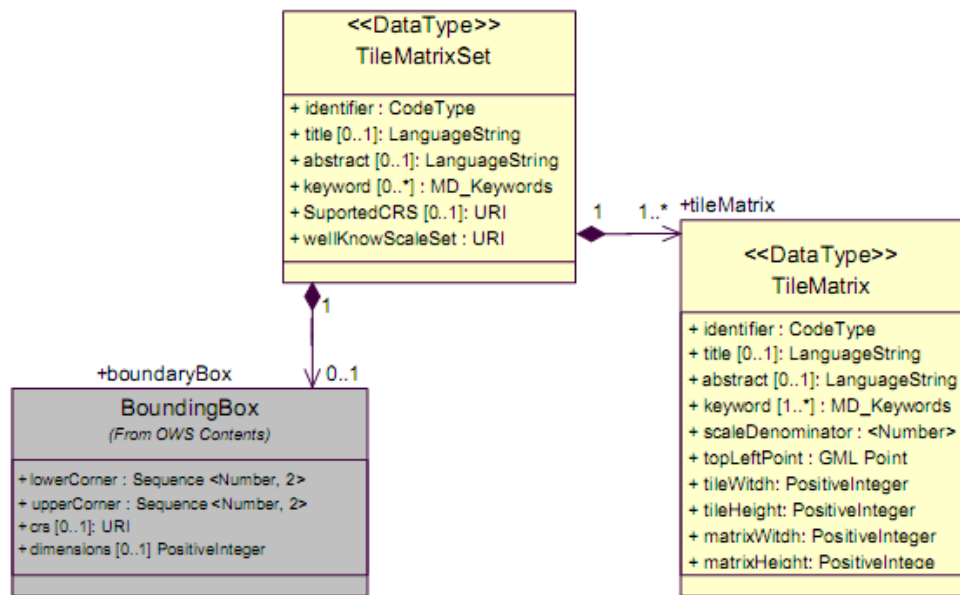 <<DataType>>
TileMatrixSet
+ identifier : CodeType
+ title [0..1]: LanguageString
+ abstract [0..1]: LanguageString
+ keyword [0..*] : MD_Keywords
+ SuportedCRS [0..1]: URI
+ wellKnowScaleSet : URI
1
1..*
+tileMatrix
<<DataType>>
TileMatrix
+ identifier : CodeType
+ title [0..1]: LanguageString
+ abstract [0..1]: LanguageString
+ keyword [1..*] : MD_Keywords
+ scaleDenominator : <Number>
+ topLeftPoint : GML Point
+ tileWitdh: PositiveInteger
+ tileHeight: PositiveInteger
+ matrixWitdh: PositiveInteger
+ matrixHeight: PositiveIntege
1
+boundaryBox
0..1
BoundingBox
(From OWS Contents)
+ lowerCorner : Sequence <Number, 2>
+ upperCorner : Sequence <Number, 2>
+ crs [0..1]: URI
+ dimensions [0..1] PositiveInteger